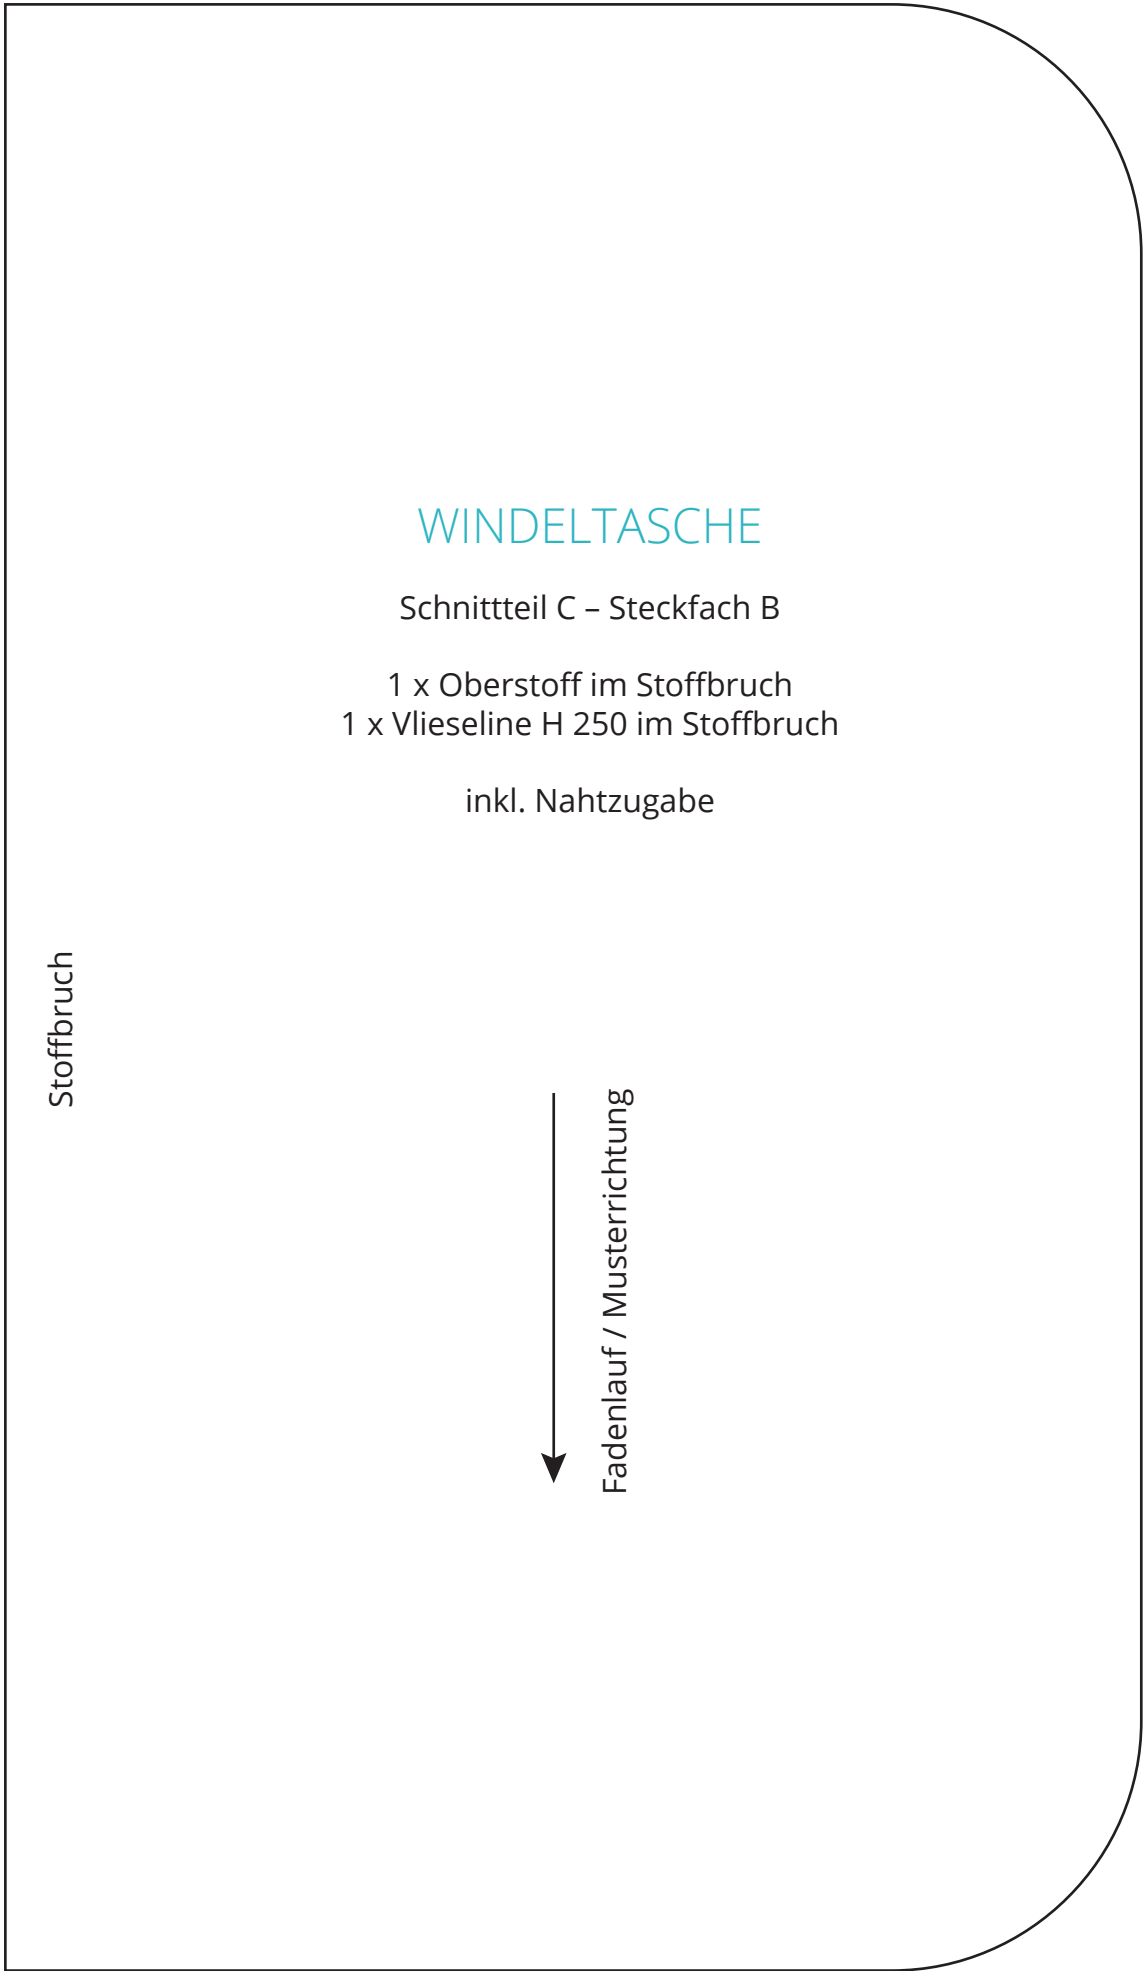 WINDELTASCHE
Schnittteil C – Steckfach B
1 x Oberstoff im Stoffbruch
1 x Vlieseline H 250 im Stoffbruch
inkl. Nahtzugabe
Stoffbruch
Fadenlauf / Musterrichtung